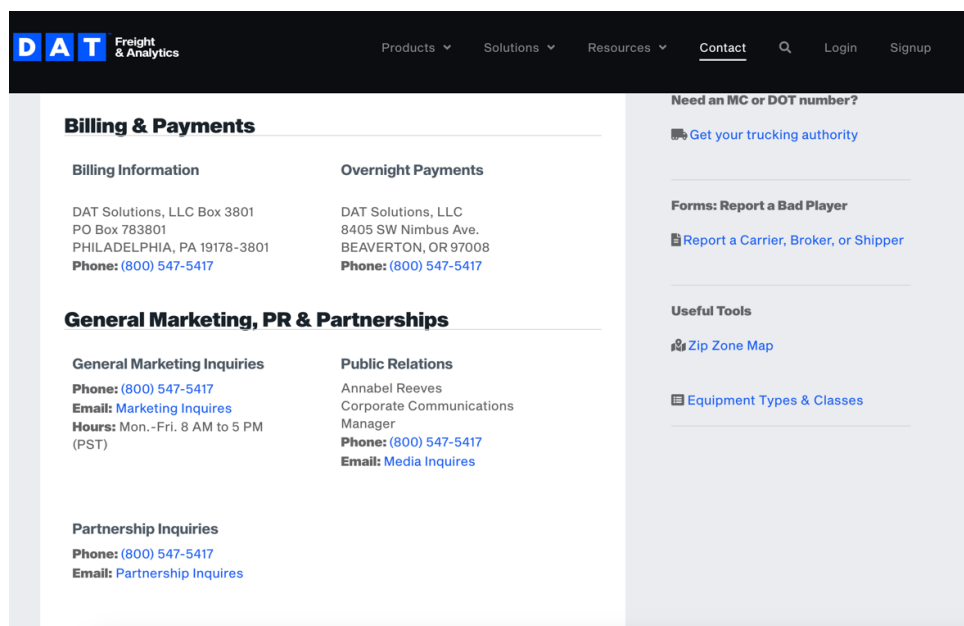 DAT Freight
& Analytics
Products
Solutions
Resources
Contact
Login
Signup
Billing & Payments
Billing Information
DAT Solutions, LLC Box 3801
PO Box 783801
PHILADELPHIA, PA 19178-3801
Phone: (800) 547-5417
Overnight Payments
DAT Solutions, LLC
8405 SW Nimbus Ave.
BEAVERTON, OR 97008
Phone: (800) 547-5417
General Marketing, PR & Partnerships
General Marketing Inquiries
Phone: (800) 547-5417
Email: Marketing Inquires
Hours: Mon.-Fri. 8 AM to 5 PM
(PST)
Public Relations
Annabel Reeves
Corporate Communications
Manager
Phone: (800) 547-5417
Email: Media Inquires
Partnership Inquiries
Phone: (800) 547-5417
Email: Partnership Inquires
Need an MC or DOT number?
Get your trucking authority
Forms: Report a Bad Player
Report a Carrier, Broker, or Shipper
Useful Tools
Zip Zone Map
Equipment Types & Classes